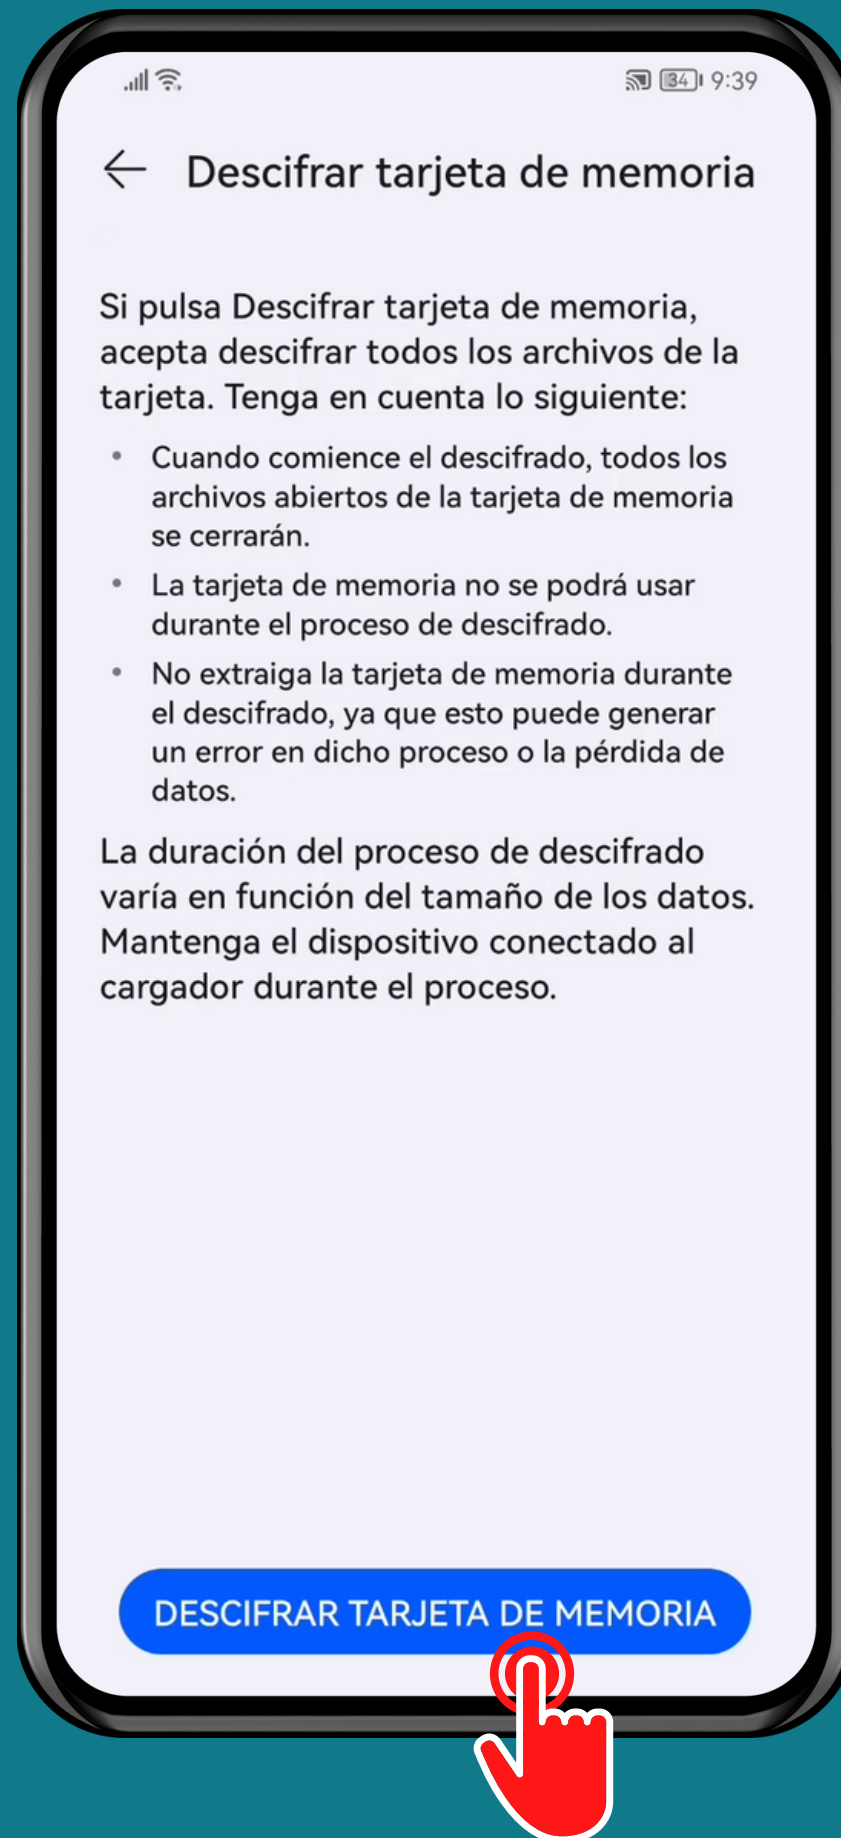 34 9:39
Descifrar tarjeta de memoria
Si pulsa Descifrar tarjeta de memoria,
acepta descifrar todos los archivos de la
tarjeta. Tenga en cuenta lo siguiente:
• Cuando comience el descifrado, todos los
archivos abiertos de la tarjeta de memoria
se cerrarán.
• La tarjeta de memoria no se podrá usar
durante el proceso de descifrado.
• No extraiga la tarjeta de memoria durante
el descifrado, ya que esto puede generar
un error en dicho proceso o la pérdida de
datos.
La duración del proceso de descifrado
varía en función del tamaño de los datos.
Mantenga el dispositivo conectado al
cargador durante el proceso.
DESCIFRAR TARJETA DE MEMORIA